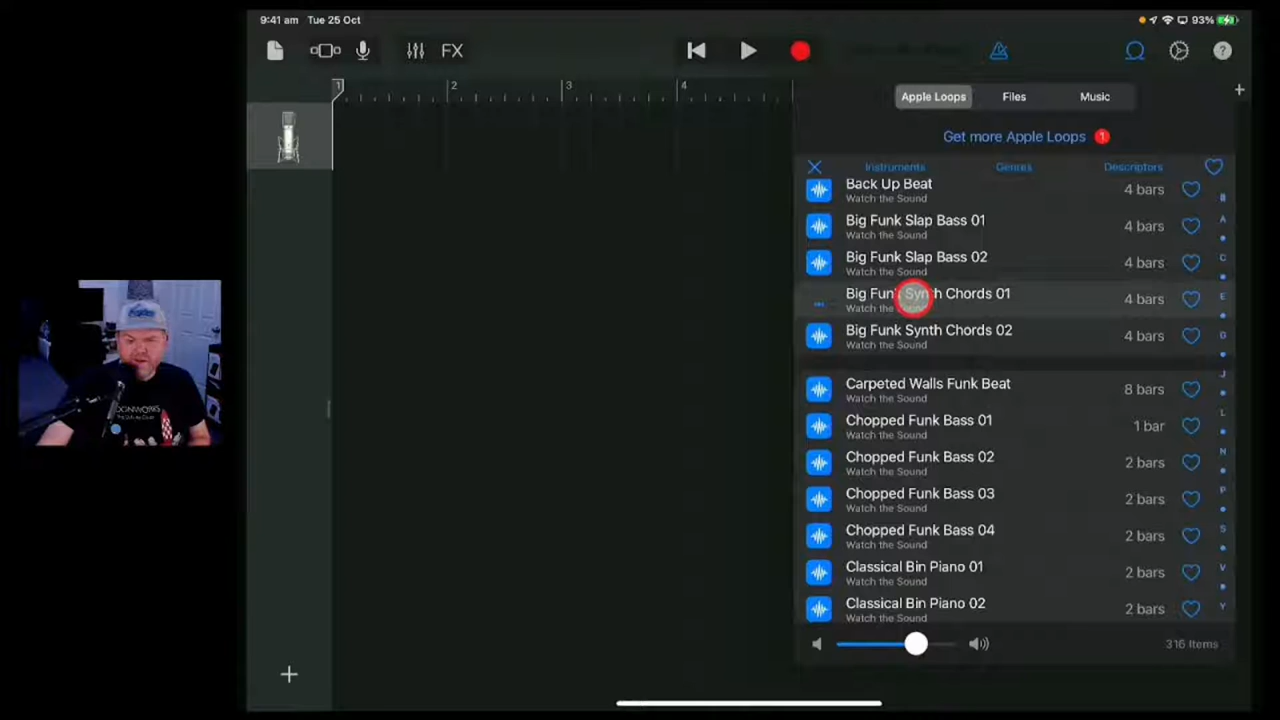 9:41 am Tue 25 Oct
93%
FX
1 2 3 4
Apple Loops Files Music
Get more Apple Loops 1
Instruments Genres Descriptors
Back Up Beat 4 bars
Watch the Sound
Big Funk Slap Bass 01 4 bars
Watch the Sound
Big Funk Slap Bass 02 4 bars
Watch the Sound
Big Funk Synth Chords 01 4 bars
Watch the Sound
Big Funk Synth Chords 02 4 bars
Watch the Sound
Carpeted Walls Funk Beat 8 bars
Watch the Sound
Chopped Funk Bass 01 1 bar
Watch the Sound
Chopped Funk Bass 02 2 bars
Watch the Sound
Chopped Funk Bass 03 2 bars
Watch the Sound
Chopped Funk Bass 04 2 bars
Watch the Sound
Classical Bin Piano 01 2 bars
Watch the Sound
Classical Bin Piano 02 2 bars
Watch the Sound
A
C
E
G
J
L
N
P
S
V
Y
316 Items